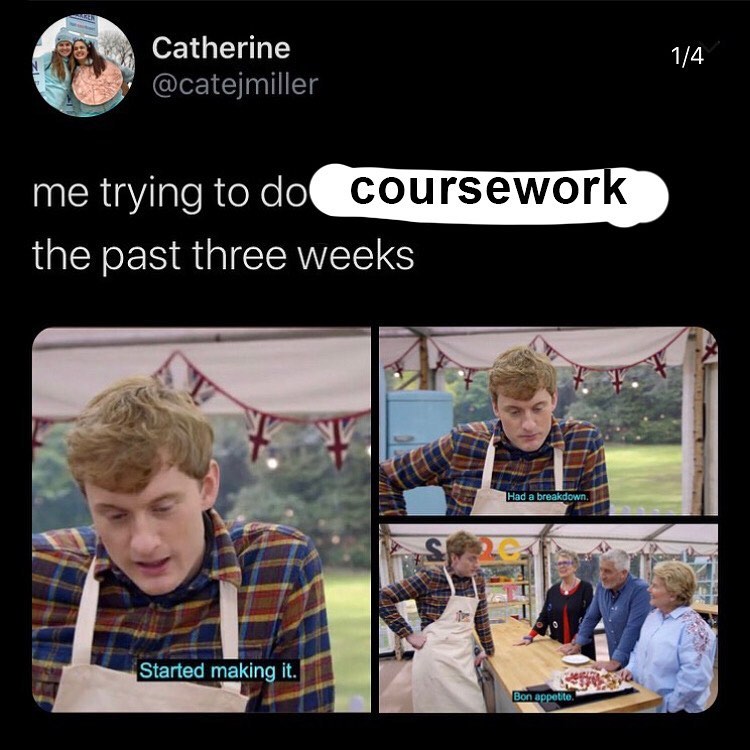 Catherine
@catejmiller
1/4
me trying to do coursework
the past three weeks
Started making it.
Had a breakdown.
Bon appetite.